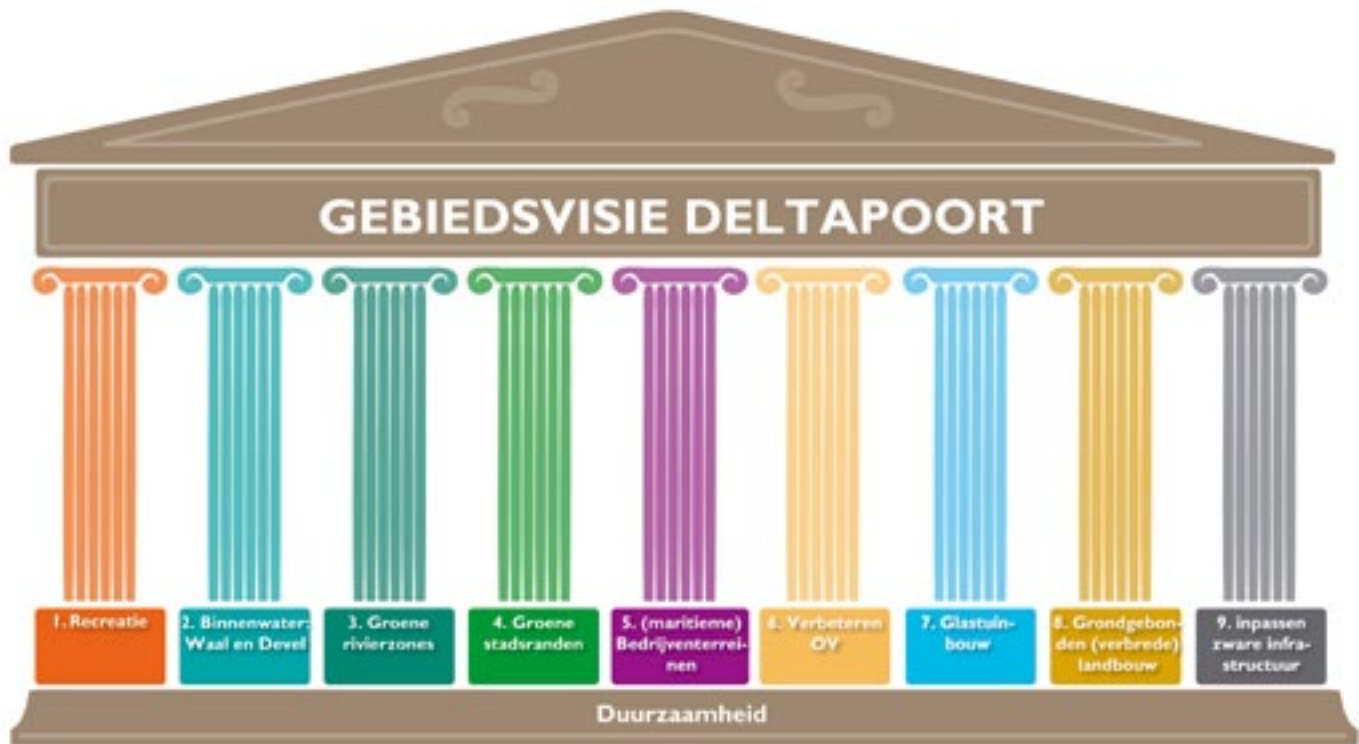 GEBIEDSVISIE DELTAPOORT
1. Recreatie
2. Binnenwater:
Waal en Devel
3. Groene
rivierzones
4. Groene
stadsranden
5. (maritieme)
Bedrijventerrei-
nen
6. Verbeteren
OV
7. Glastuin-
bouw
8. Grondgebon-
den (verbrede)
landbouw
9. inpassen
zware infra-
structuur
Duurzaamheid